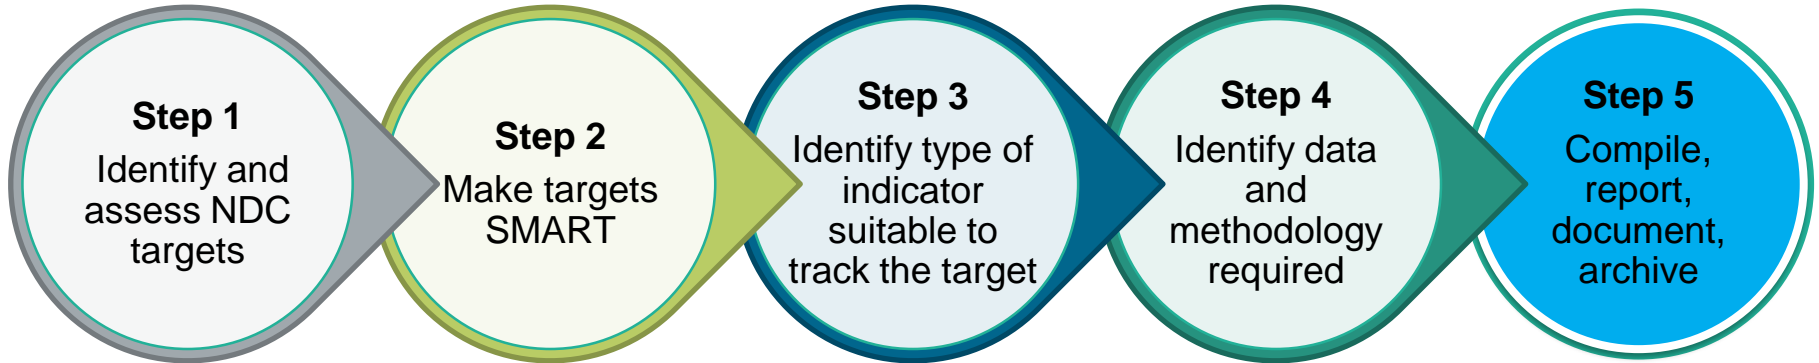 Step 1
Identify and
assess NDC
targets
Step 2
Make targets
SMART
Step 3
Identify type of
indicator
suitable to
track the target
Step 4
Identify data
and
methodology
required
Step 5
Compile,
report,
document,
archive